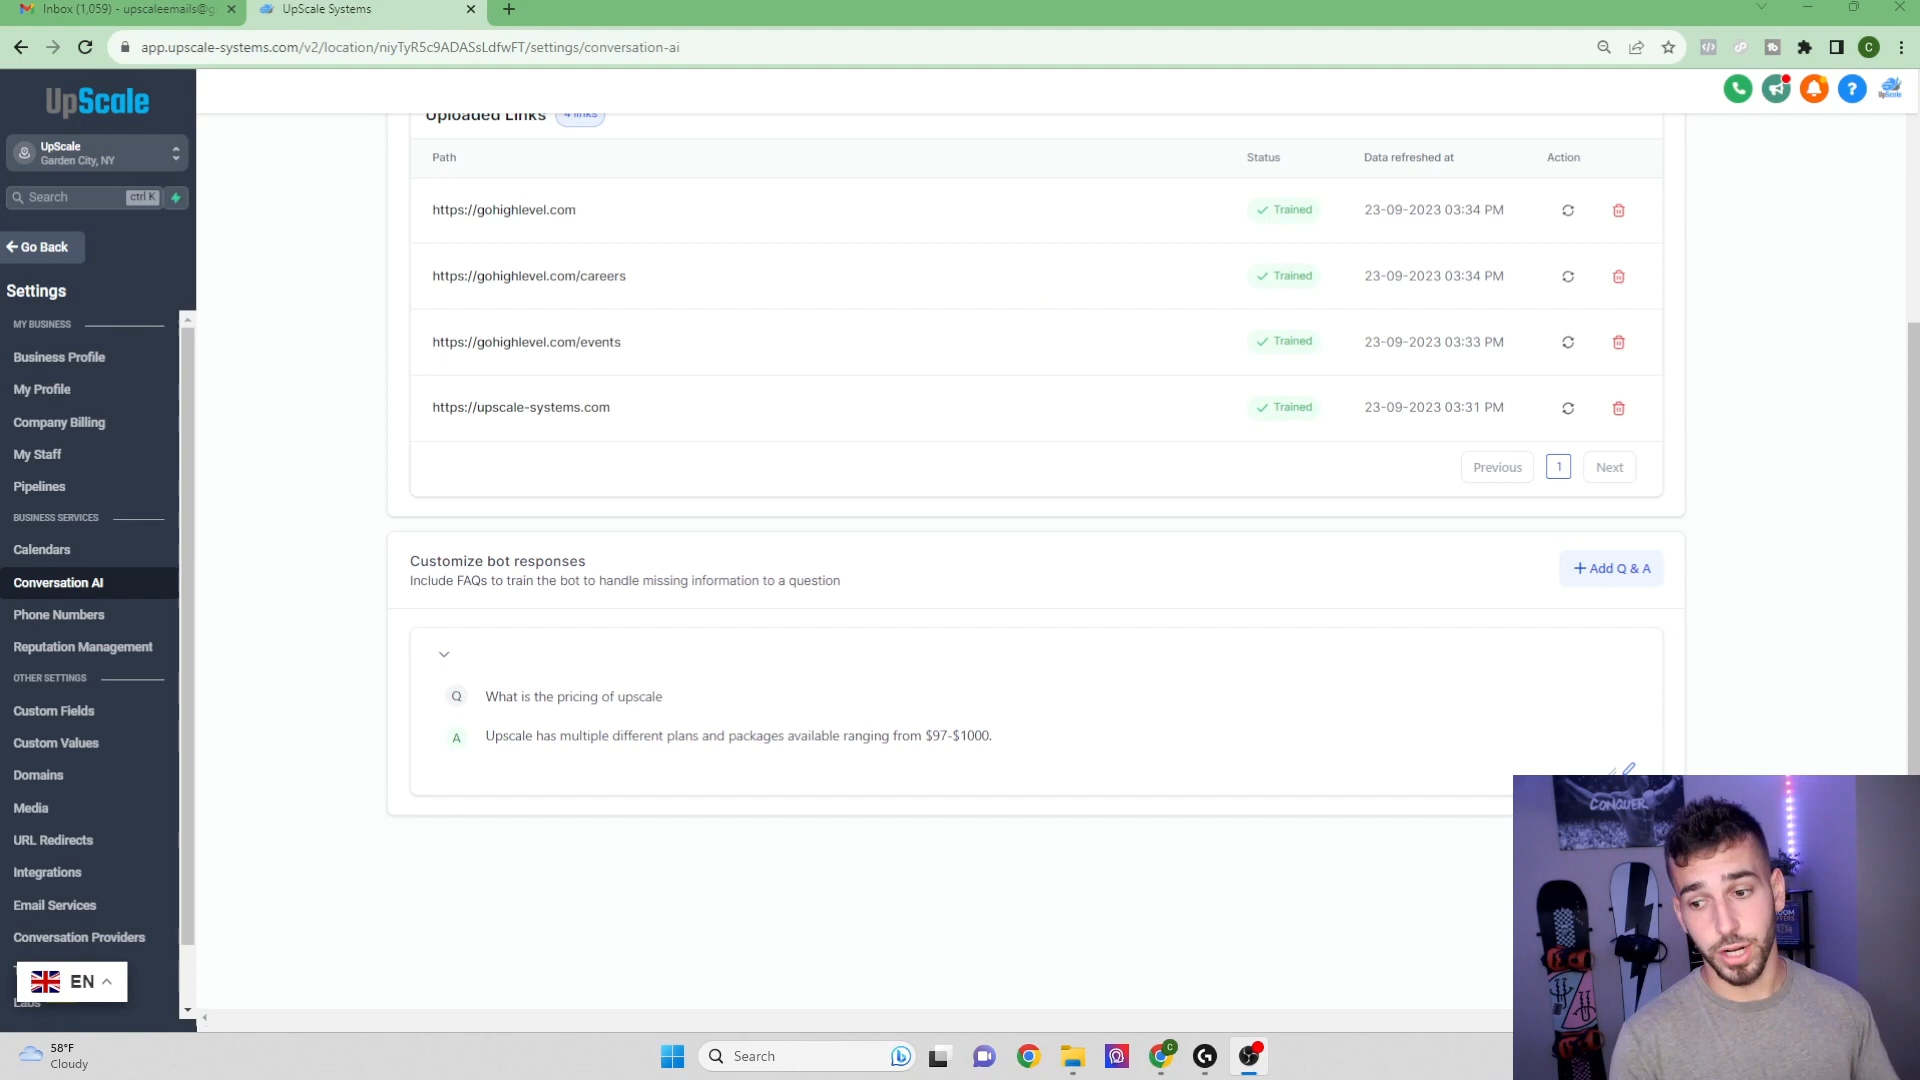 Inbox (1,059) - upscaleemails@g
UpScale Systems
app.upscale-systems.com/v2/location/niyTyR5c9ADASsLdfwFT/settings/conversation-ai
UpScale
UpScale
Garden City, NY
Search
ctrl K
Go Back
Settings
MY BUSINESS
Business Profile
My Profile
Company Billing
My Staff
Pipelines
BUSINESS SERVICES
Calendars
Conversation AI
Phone Numbers
Reputation Management
OTHER SETTINGS
Custom Fields
Custom Values
Domains
Media
URL Redirects
Integrations
Email Services
Conversation Providers
Labs
EN
Uploaded Links
4 links
Path
Status
Data refreshed at
Action
https://gohighlevel.com
Trained
23-09-2023 03:34 PM
https://gohighlevel.com/careers
Trained
23-09-2023 03:34 PM
https://gohighlevel.com/events
Trained
23-09-2023 03:33 PM
https://upscale-systems.com
Trained
23-09-2023 03:31 PM
Previous
1
Next
Customize bot responses
Include FAQs to train the bot to handle missing information to a question
+ Add Q & A
Q
What is the pricing of upscale
A
Upscale has multiple different plans and packages available ranging from $97-$1000.
CONQUER
58°F
Cloudy
Search